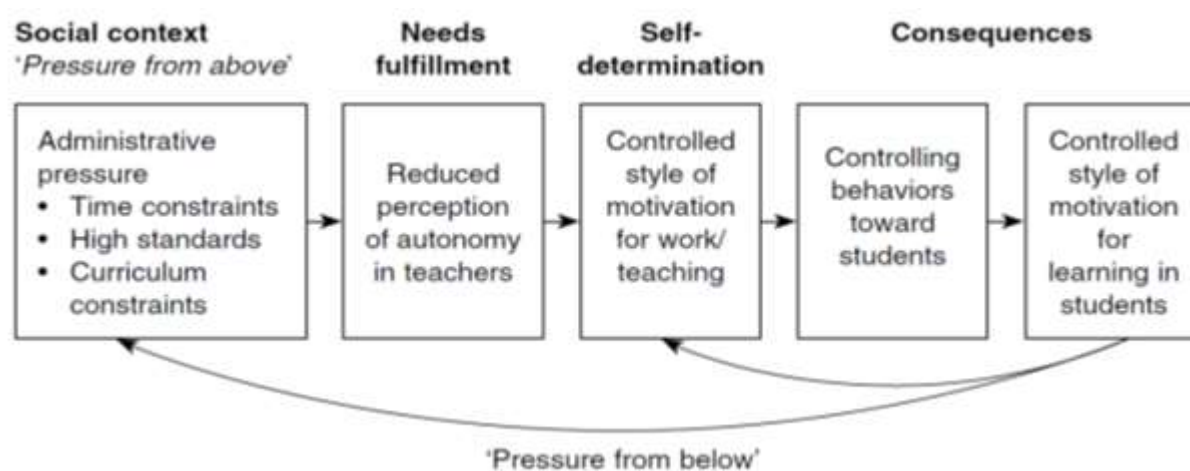 Social context
'Pressure from above'
Needs
fulfillment
Self-
determination
Consequences
Administrative
pressure
• Time constraints
• High standards
• Curriculum
constraints
Reduced
perception
of autonomy
in teachers
Controlled
style of
motivation
for work/
teaching
Controlling
behaviors
toward
students
Controlled
style of
motivation
for
learning in
students
'Pressure from below'